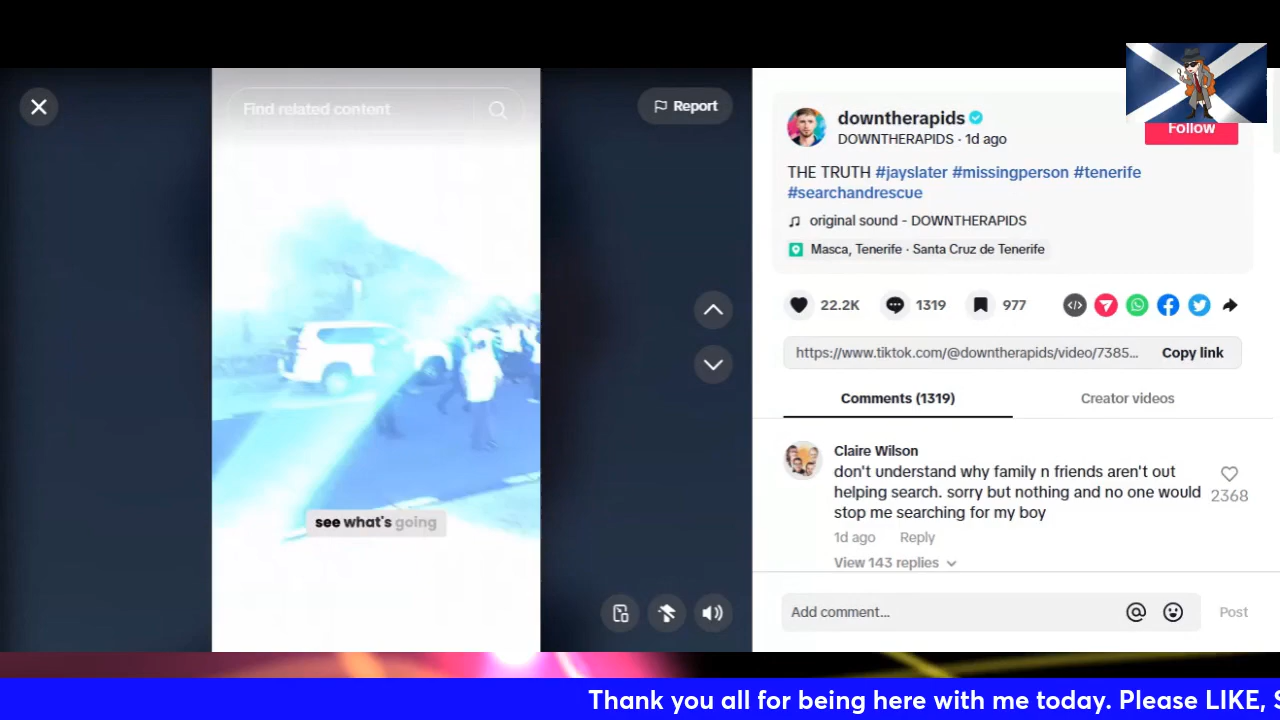 Find related content
Report
see what's going
downtherapids
DOWNTHERAPIDS · 1d ago
Follow
THE TRUTH #jayslater #missingperson #tenerife
#searchandrescue
original sound - DOWNTHERAPIDS
Masca, Tenerife · Santa Cruz de Tenerife
22.2K
1319
977
https://www.tiktok.com/@downtherapids/video/7385...
Copy link
Comments (1319)
Creator videos
Claire Wilson
don't understand why family n friends aren't out
helping search. sorry but nothing and no one would
stop me searching for my boy
2368
1d ago
Reply
View 143 replies
Add comment...
Post
Thank you all for being here with me today. Please LIKE, S